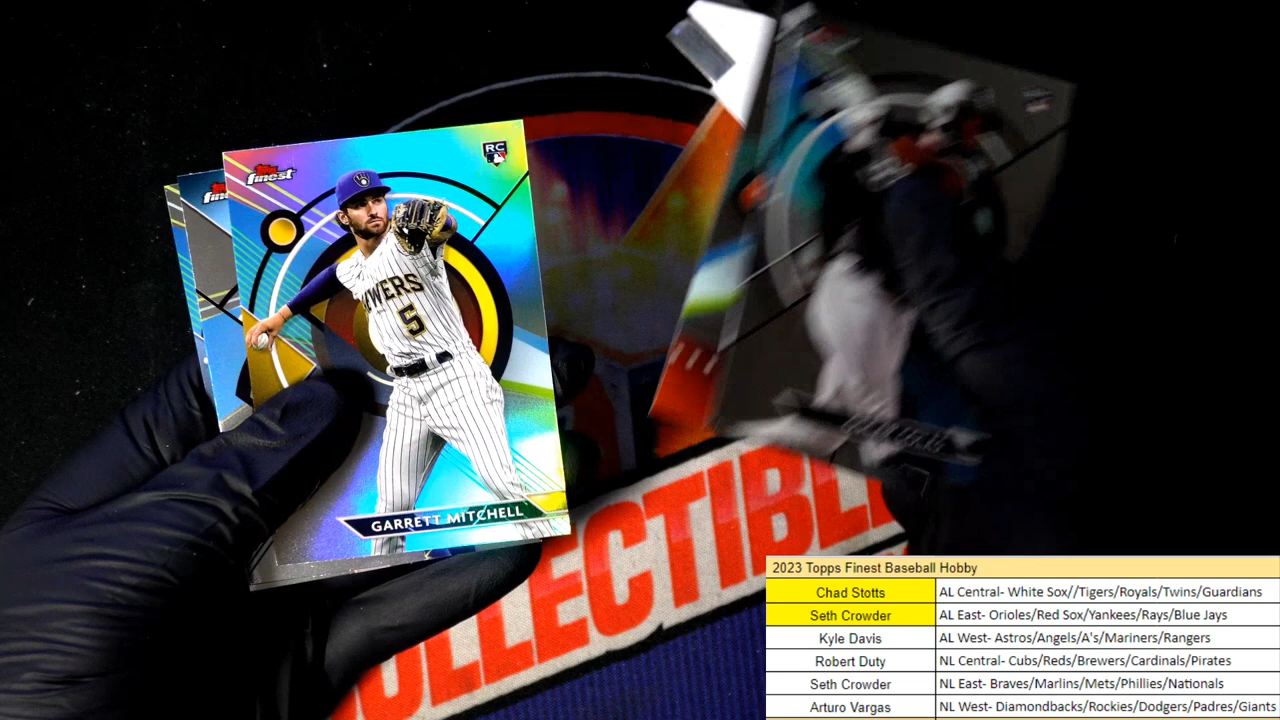 RC
Topps
finest
fin
BREWERS
5
GARRETT MITCHELL
COLLECTIBLE
2023 Topps Finest Baseball Hobby
Chad Stotts AL Central- White Sox//Tigers/Royals/Twins/Guardians
Seth Crowder AL East- Orioles/Red Sox/Yankees/Rays/Blue Jays
Kyle Davis AL West- Astros/Angels/A's/Mariners/Rangers
Robert Duty NL Central- Cubs/Reds/Brewers/Cardinals/Pirates
Seth Crowder NL East- Braves/Marlins/Mets/Phillies/Nationals
Arturo Vargas NL West- Diamondbacks/Rockies/Dodgers/Padres/Giants